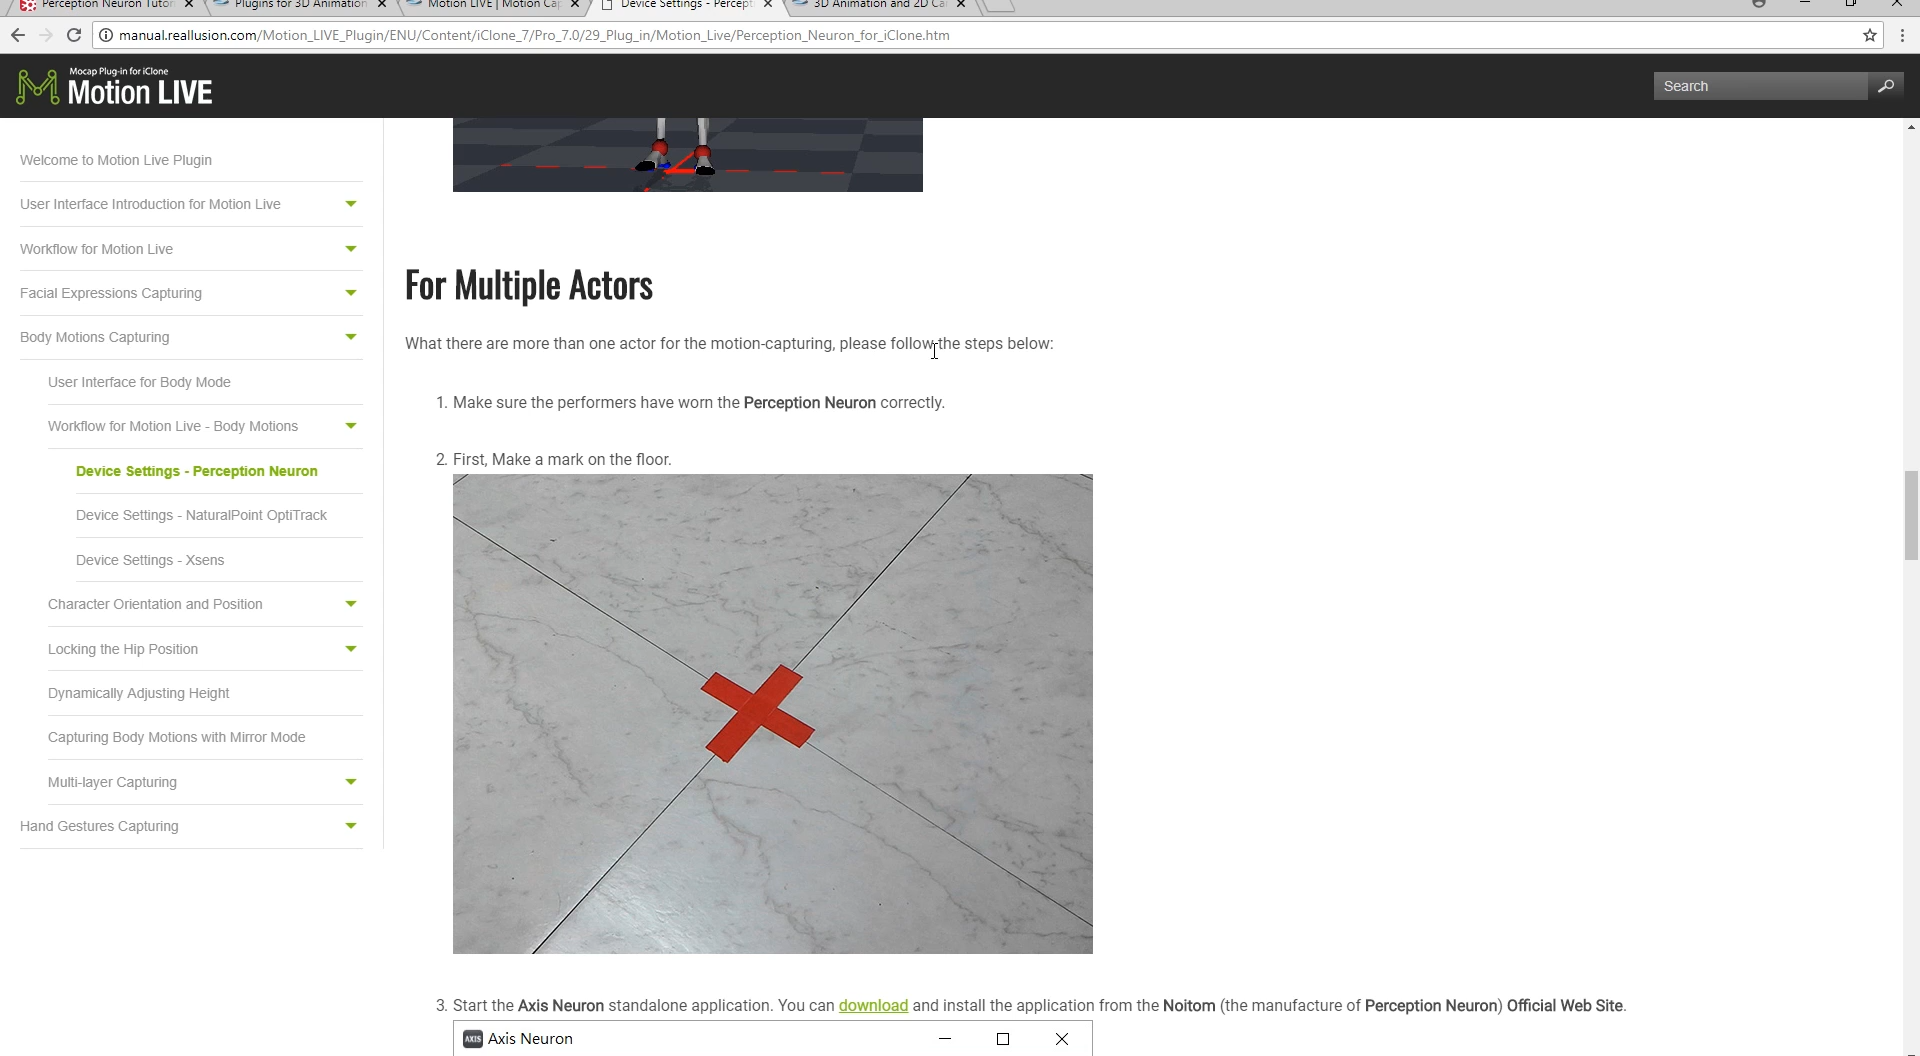 Perception Neuron Tutor
Plugins for 3D Animation
Motion LIVE | Motion Ca
Device Settings - Percept
3D Animation and 2D Ca
manual.reallusion.com/Motion_LIVE_Plugin/ENU/Content/iClone_7/Pro_7.0/29_Plug_in/Motion_Live/Perception_Neuron_for_iClone.htm
Mocap Plug-in for iClone
Motion LIVE
Search
Welcome to Motion Live Plugin
User Interface Introduction for Motion Live
Workflow for Motion Live
Facial Expressions Capturing
Body Motions Capturing
User Interface for Body Mode
Workflow for Motion Live - Body Motions
Device Settings - Perception Neuron
Device Settings - NaturalPoint OptiTrack
Device Settings - Xsens
Character Orientation and Position
Locking the Hip Position
Dynamically Adjusting Height
Capturing Body Motions with Mirror Mode
Multi-layer Capturing
Hand Gestures Capturing
For Multiple Actors
What there are more than one actor for the motion-capturing, please follow the steps below:
1. Make sure the performers have worn the Perception Neuron correctly.
2. First, Make a mark on the floor.
3. Start the Axis Neuron standalone application. You can download and install the application from the Noitom (the manufacture of Perception Neuron) Official Web Site.
AXIS Axis Neuron